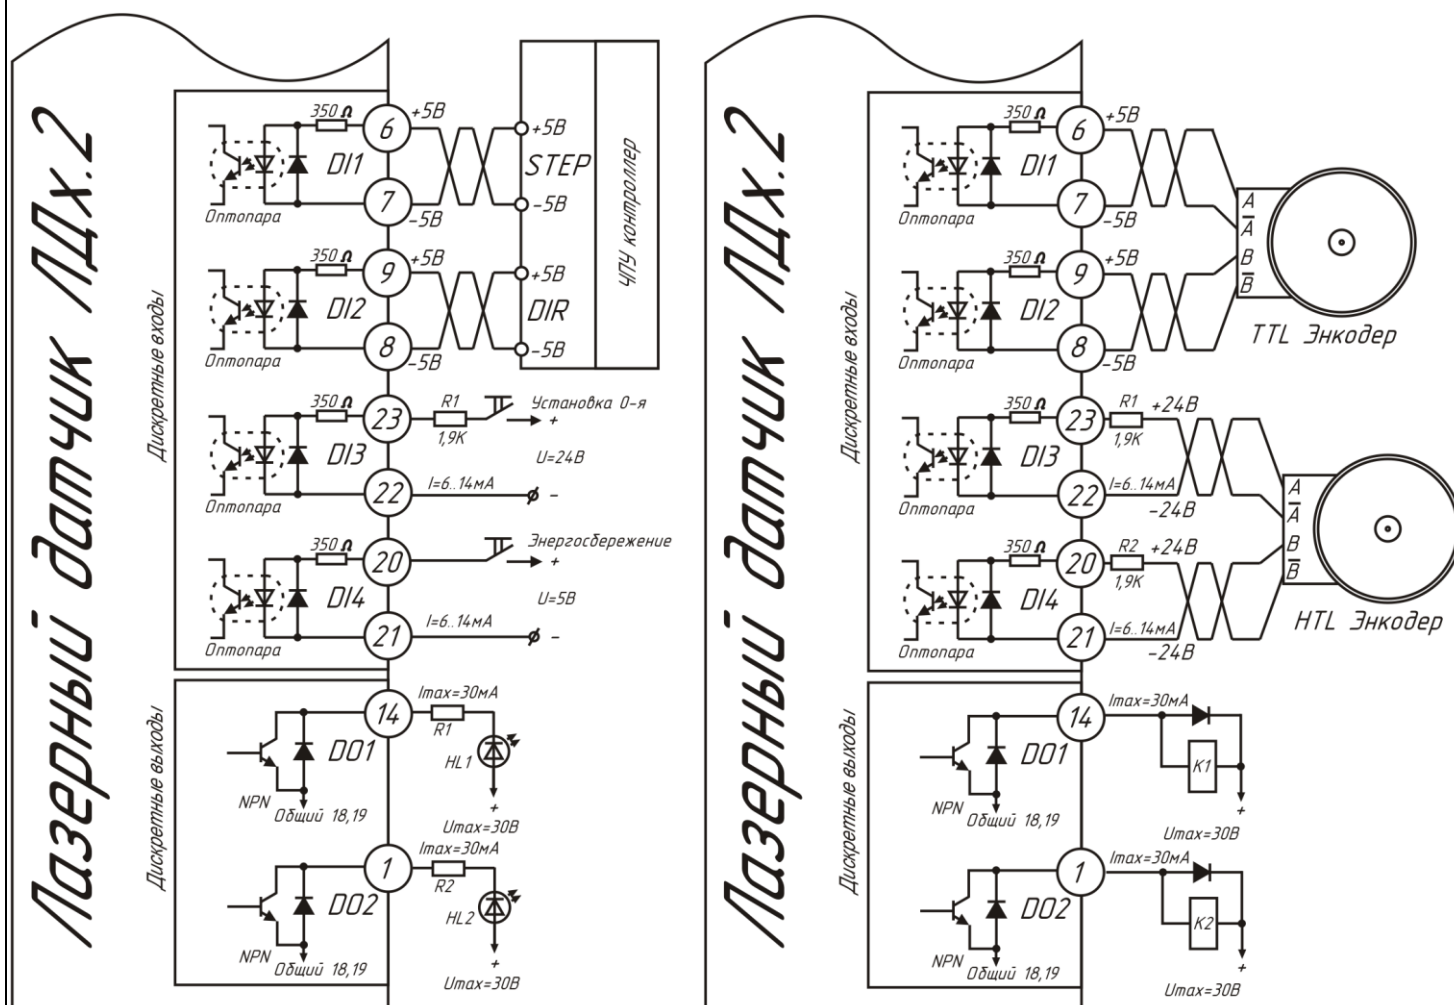 Лазерный датчик ЛДх.2
Дискретные входы
350 Ω
6
+5В
DI1
7
-5В
Оптопара
+5В
STEP
-5В
350 Ω
9
+5В
DI2
8
-5В
Оптопара
+5В
DIR
-5В
ЧПУ контроллер
350 Ω
23
R1
1,9К
Установка 0-я
+
DI3
U=24В
22
I=6..14мА
-
Оптопара
350 Ω
20
Энергосбережение
+
DI4
U=5В
21
I=6..14мА
-
Оптопара
Дискретные выходы
14
Imax=30мА
R1
DO1
HL1
NPN
Общий 18,19
+
Umax=30В
1
Imax=30мА
R2
DO2
HL2
NPN
Общий 18,19
+
Umax=30В
Лазерный датчик ЛДх.2
Дискретные входы
350 Ω
6
+5В
DI1
7
-5В
Оптопара
A
A̅
B
B̅
350 Ω
9
+5В
DI2
8
-5В
Оптопара
TTL Энкодер
350 Ω
23
R1
1,9К
+24В
DI3
22
I=6..14мА
-24В
Оптопара
A
A̅
B
B̅
350 Ω
20
R2
1,9К
+24В
DI4
21
I=6..14мА
-24В
Оптопара
HTL Энкодер
Дискретные выходы
14
Imax=30мА
DO1
K1
NPN
Общий 18,19
+
Umax=30В
1
Imax=30мА
DO2
K2
NPN
Общий 18,19
+
Umax=30В